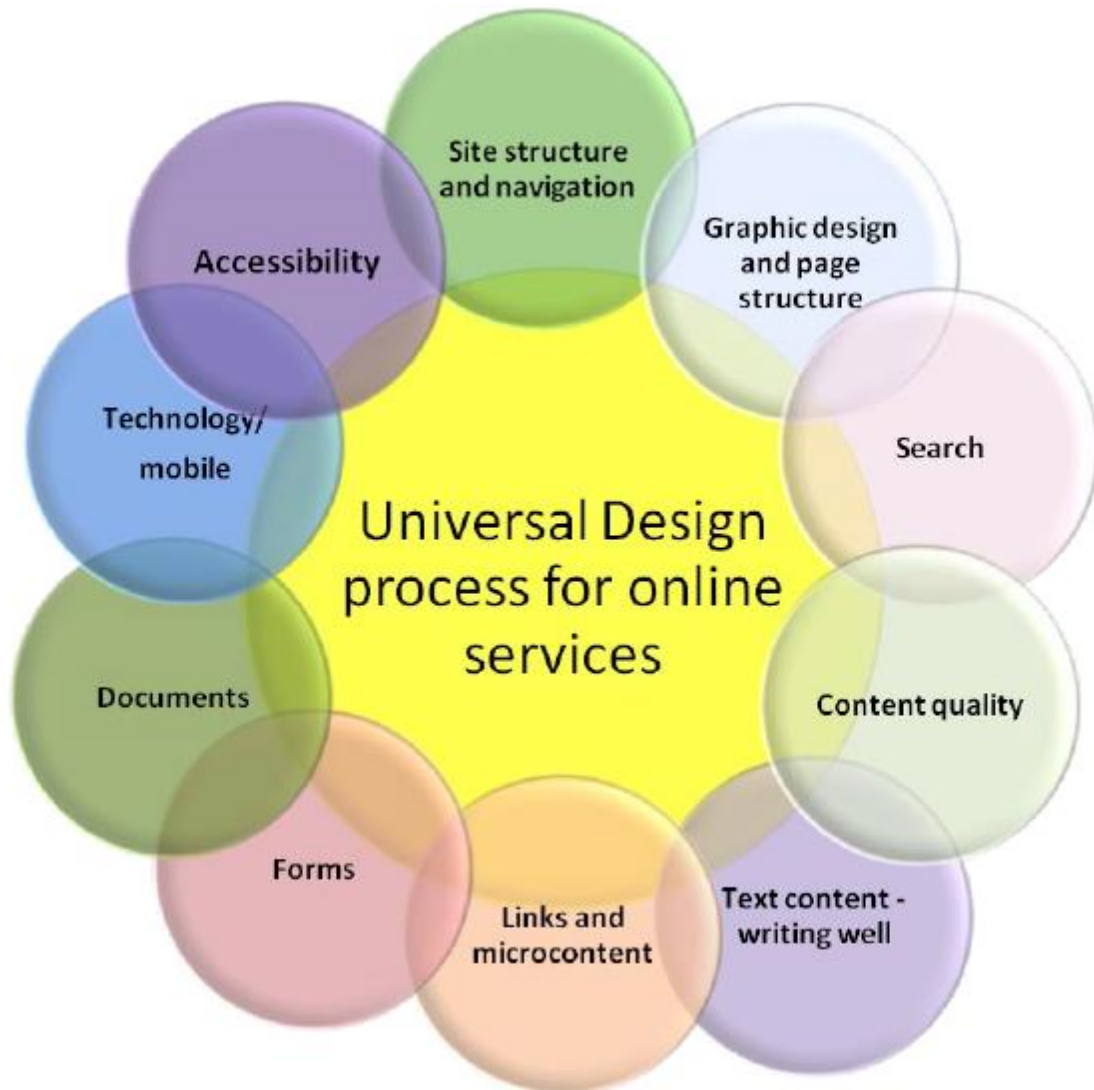 Site structure
and navigation
Graphic design
and page
structure
Search
Content quality
Text content -
writing well
Links and
microcontent
Forms
Documents
Technology/
mobile
Accessibility
Universal Design
process for online
services